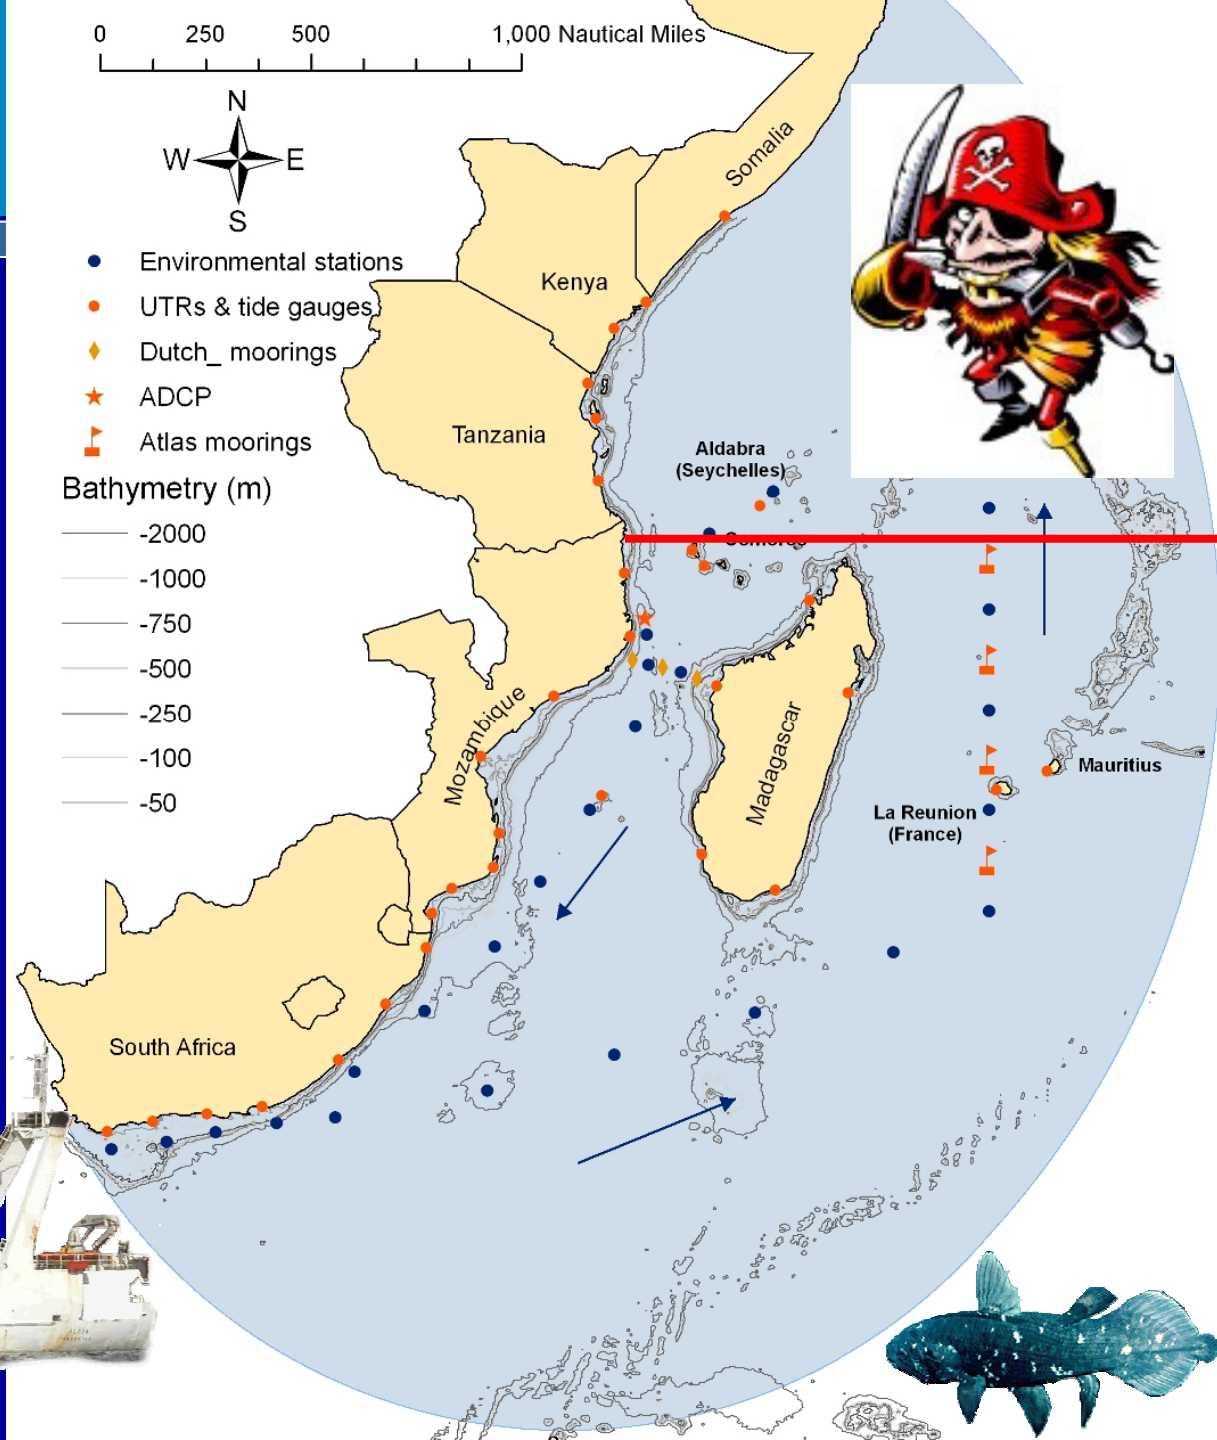 0 250 500 1,000 Nautical Miles
N
W E
S
Environmental stations
UTRs & tide gauges
Dutch_ moorings
ADCP
Atlas moorings
Bathymetry (m)
-2000
-1000
-750
-500
-250
-100
-50
Somalia
Kenya
Tanzania
Aldabra
(Seychelles)
Comoros
Mozambique
Madagascar
Mauritius
La Reunion
(France)
South Africa